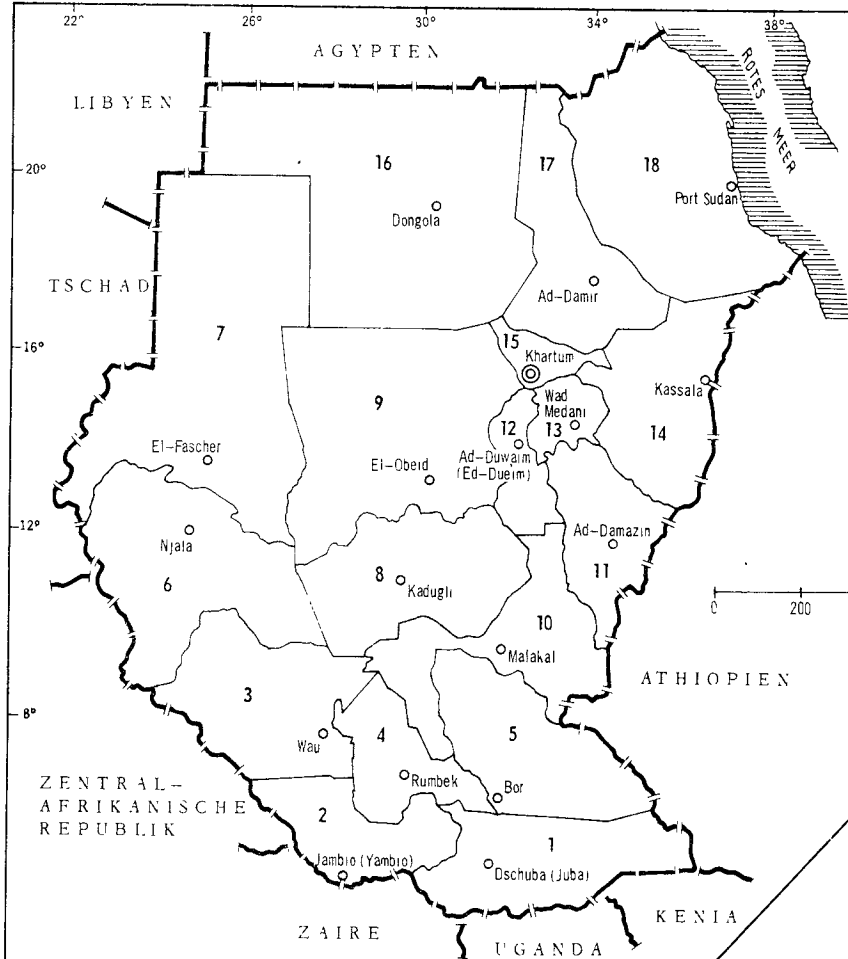 22° 26° 30° 34° 38°
ÄGYPTEN
LIBYEN
ROTES MEER
20°
16
17
18
Port Sudan
Dongola
TSCHAD
Ad-Damir
7
16°
15
Khartum
Kassala
9
Wad
Medani
12
13
14
El-Fascher
Ad-Duwaim
(Ed-Dueim)
El-Obeid
12°
Njala
Ad-Damazin
6
8
Kadugli
11
0 200
10
Malakal
ÄTHIOPIEN
3
8°
4
5
Wau
Rumbek
Bor
ZENTRAL-
AFRIKANISCHE
REPUBLIK
2
1
Jambio (Yambio)
Dschuba (Juba)
KENIA
ZAIRE
UGANDA